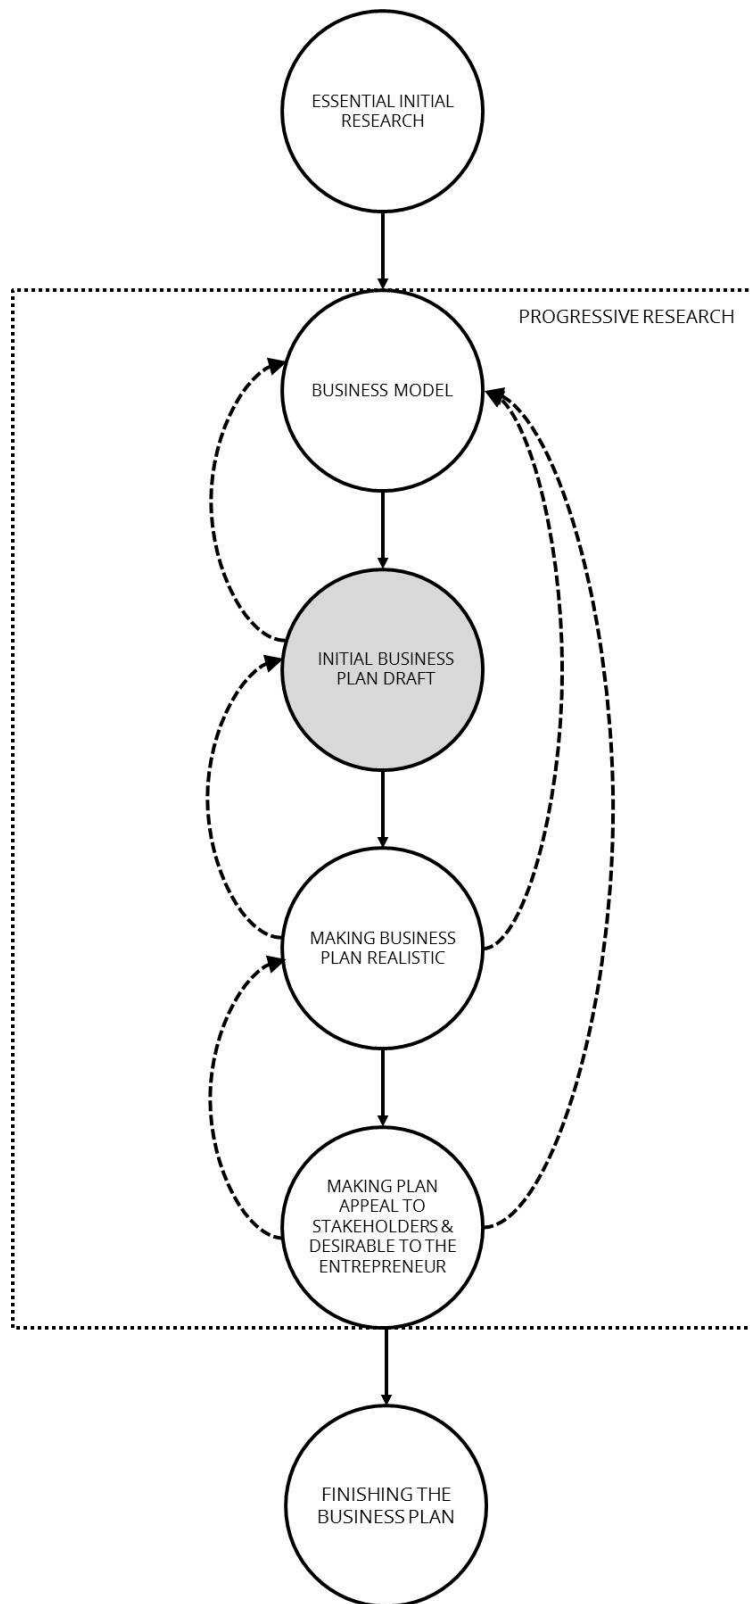 ESSENTIAL INITIAL
RESEARCH
PROGRESSIVE RESEARCH
BUSINESS MODEL
INITIAL BUSINESS
PLAN DRAFT
MAKING BUSINESS
PLAN REALISTIC
MAKING PLAN
APPEAL TO
STAKEHOLDERS &
DESIRABLE TO THE
ENTREPRENEUR
FINISHING THE
BUSINESS PLAN